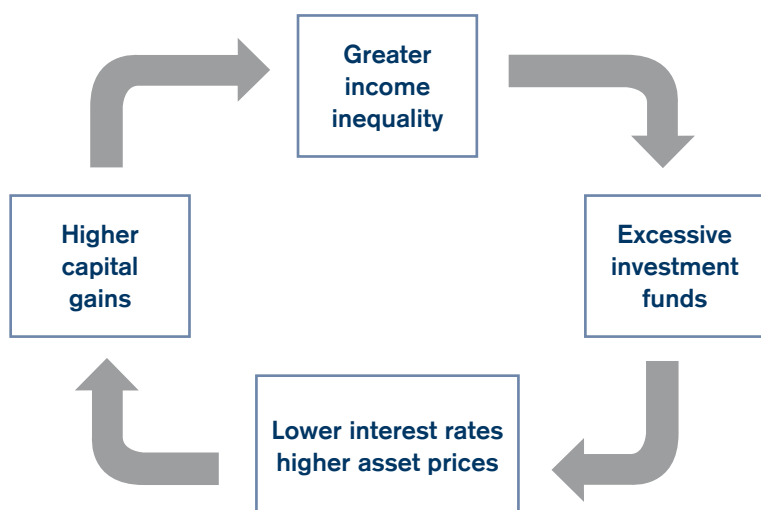 Greater
income
inequality
Excessive
investment
funds
Lower interest rates
higher asset prices
Higher
capital
gains